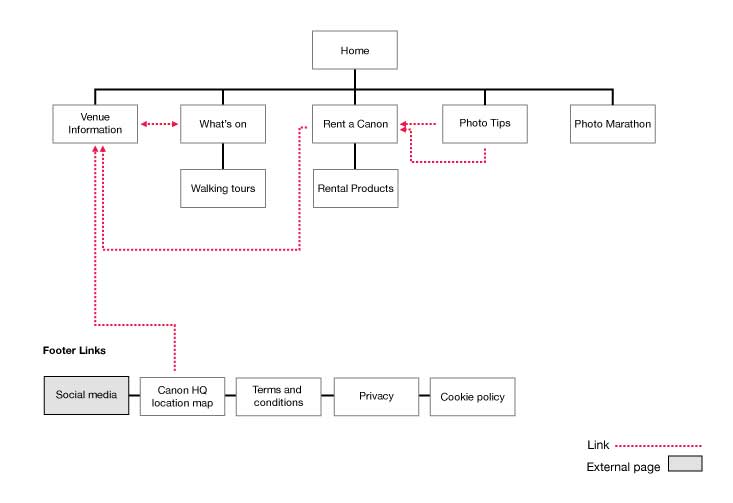 Home
Venue
Information
What's on
Rent a Canon
Photo Tips
Photo Marathon
Walking tours
Rental Products
Footer Links
Social media
Canon HQ
location map
Terms and
conditions
Privacy
Cookie policy
Link
External page